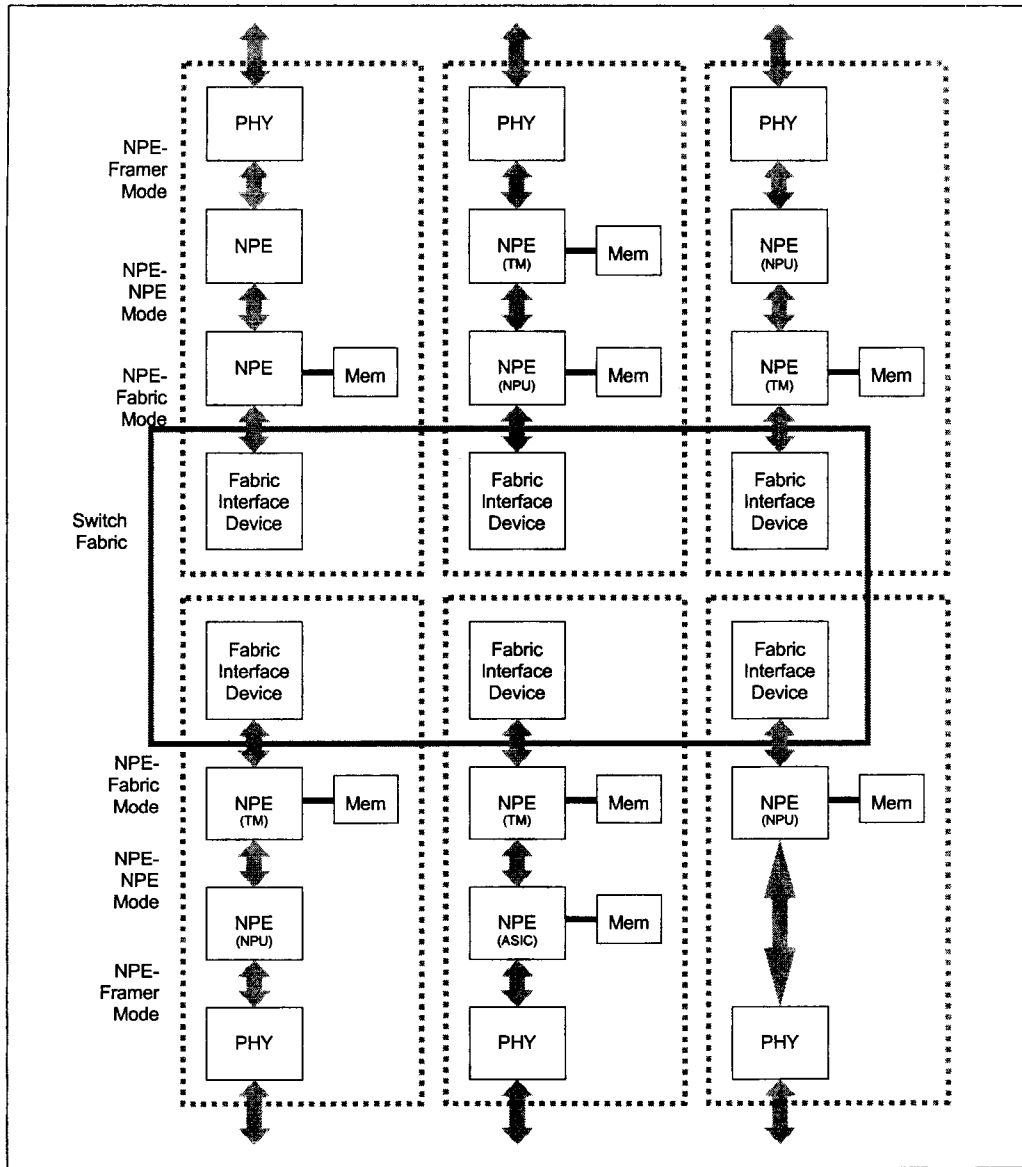 PHY
PHY
PHY
NPE-
Framer
Mode
NPE
NPE
(TM)
Mem
NPE
(NPU)
NPE-
NPE
Mode
NPE
Mem
NPE
(NPU)
Mem
NPE
(TM)
Mem
NPE-
Fabric
Mode
Fabric
Interface
Device
Fabric
Interface
Device
Fabric
Interface
Device
Switch
Fabric
Fabric
Interface
Device
Fabric
Interface
Device
Fabric
Interface
Device
NPE-
Fabric
Mode
NPE
(TM)
Mem
NPE
(TM)
Mem
NPE
(NPU)
Mem
NPE-
NPE
Mode
NPE
(NPU)
NPE
(ASIC)
Mem
NPE-
Framer
Mode
PHY
PHY
PHY